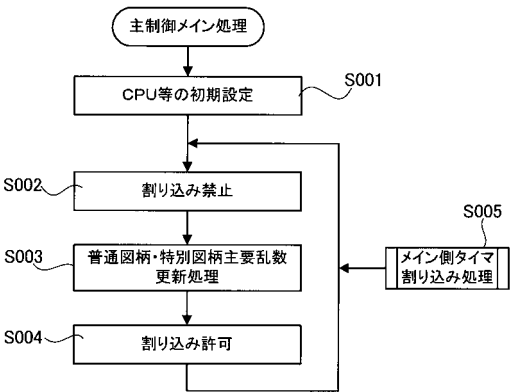 主制御メイン処理
S001
CPU等の初期設定
S002
割り込み禁止
S003
普通図柄・特別図柄主要乱数
更新処理
S004
割り込み許可
S005
メイン側タイマ
割り込み処理